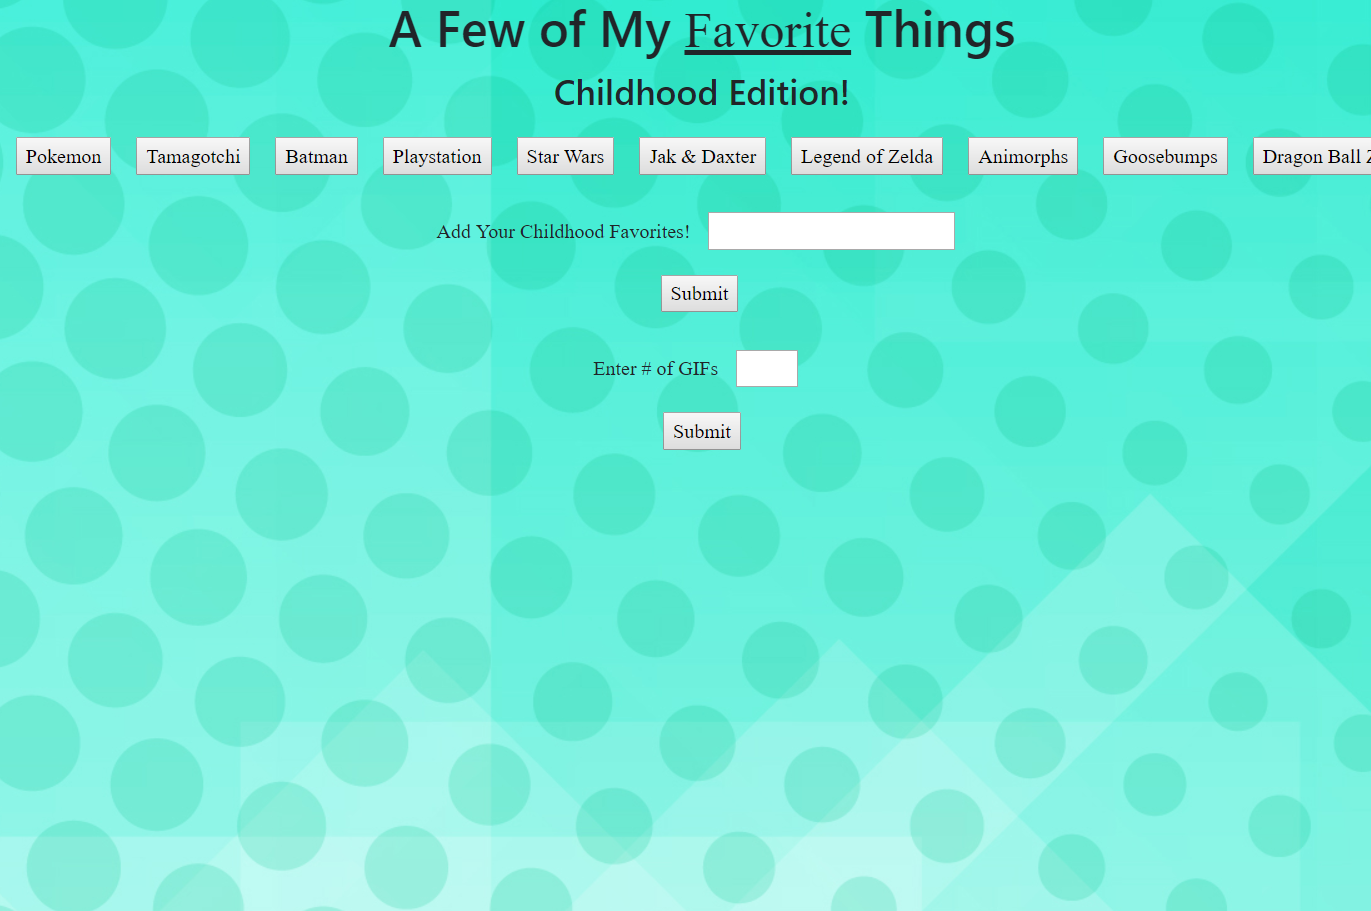 A Few of My Favorite Things
Childhood Edition!
Pokemon Tamagotchi Batman Playstation Star Wars Jak & Daxter Legend of Zelda Animorphs Goosebumps Dragon Ball Z
Add Your Childhood Favorites!
Submit
Enter # of GIFs
Submit